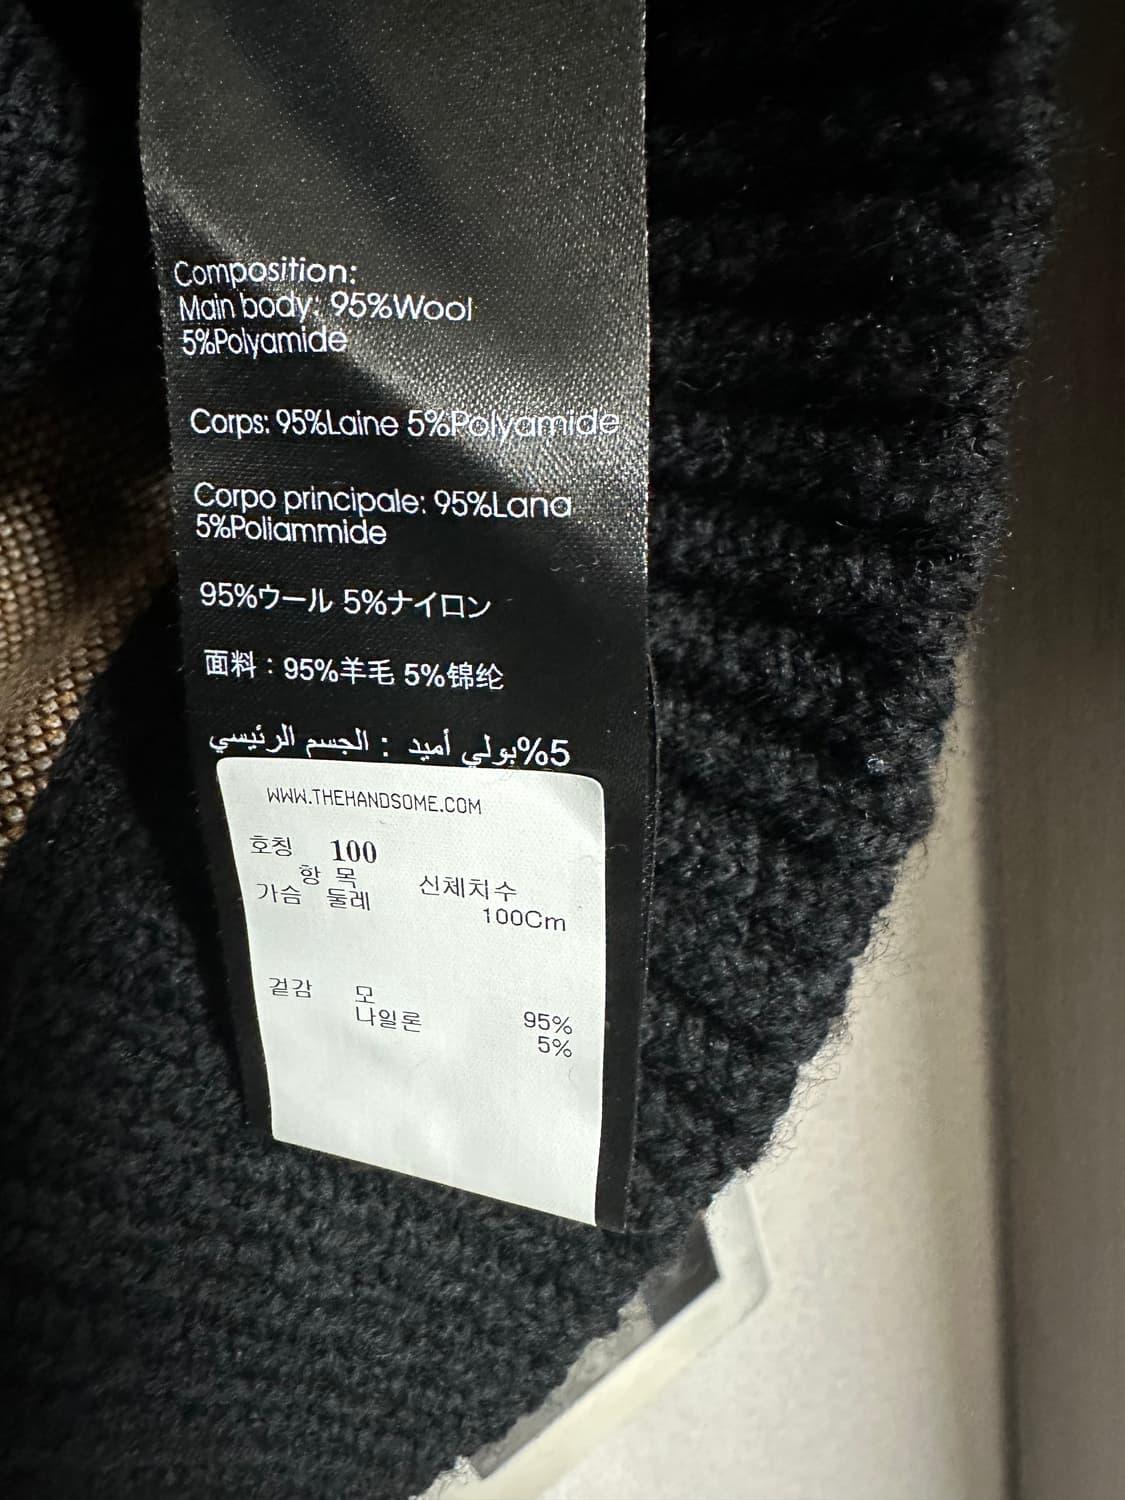 Composition:
Main body: 95%Wool
5%Polyamide
Corps: 95%Laine 5%Polyamide
Corpo principale: 95%Lana
5%Poliammide
95%ウール 5%ナイロン
面料：95%羊毛 5%锦纶
5%بولي أميد : الجسم الرئيسي
WWW.THEHANDSOME.COM
호칭 100
항 목 신체치수
가슴 둘레 100Cm
겉감 모 95%
나일론 5%